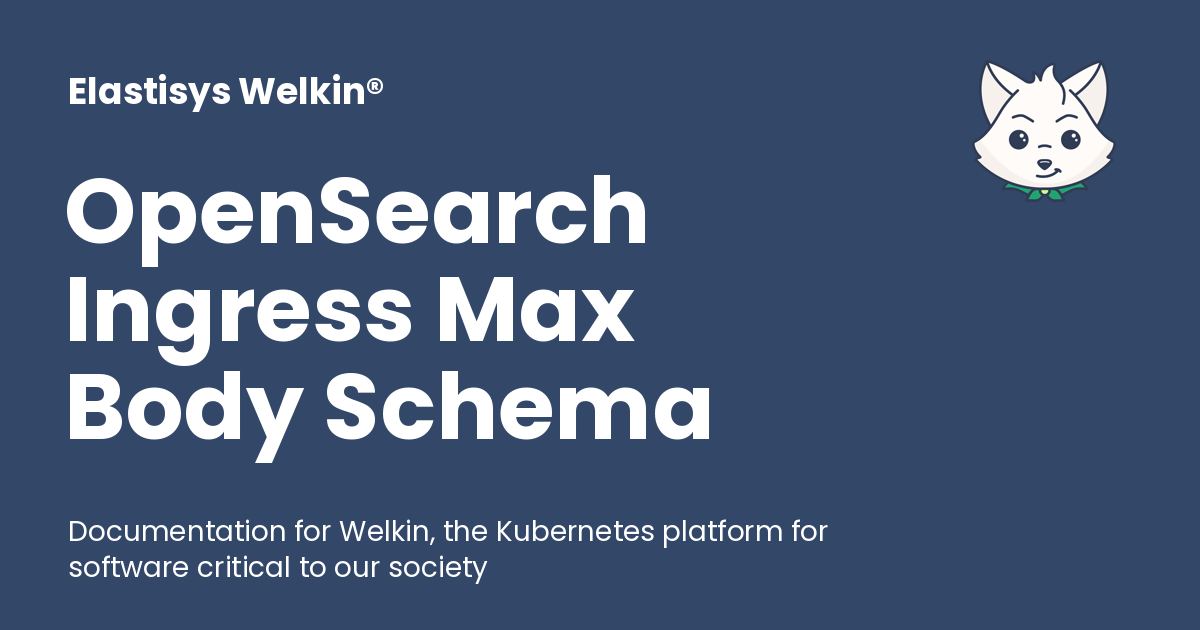 Elastisys Welkin®
OpenSearch
Ingress Max
Body Schema
Documentation for Welkin, the Kubernetes platform for
software critical to our society